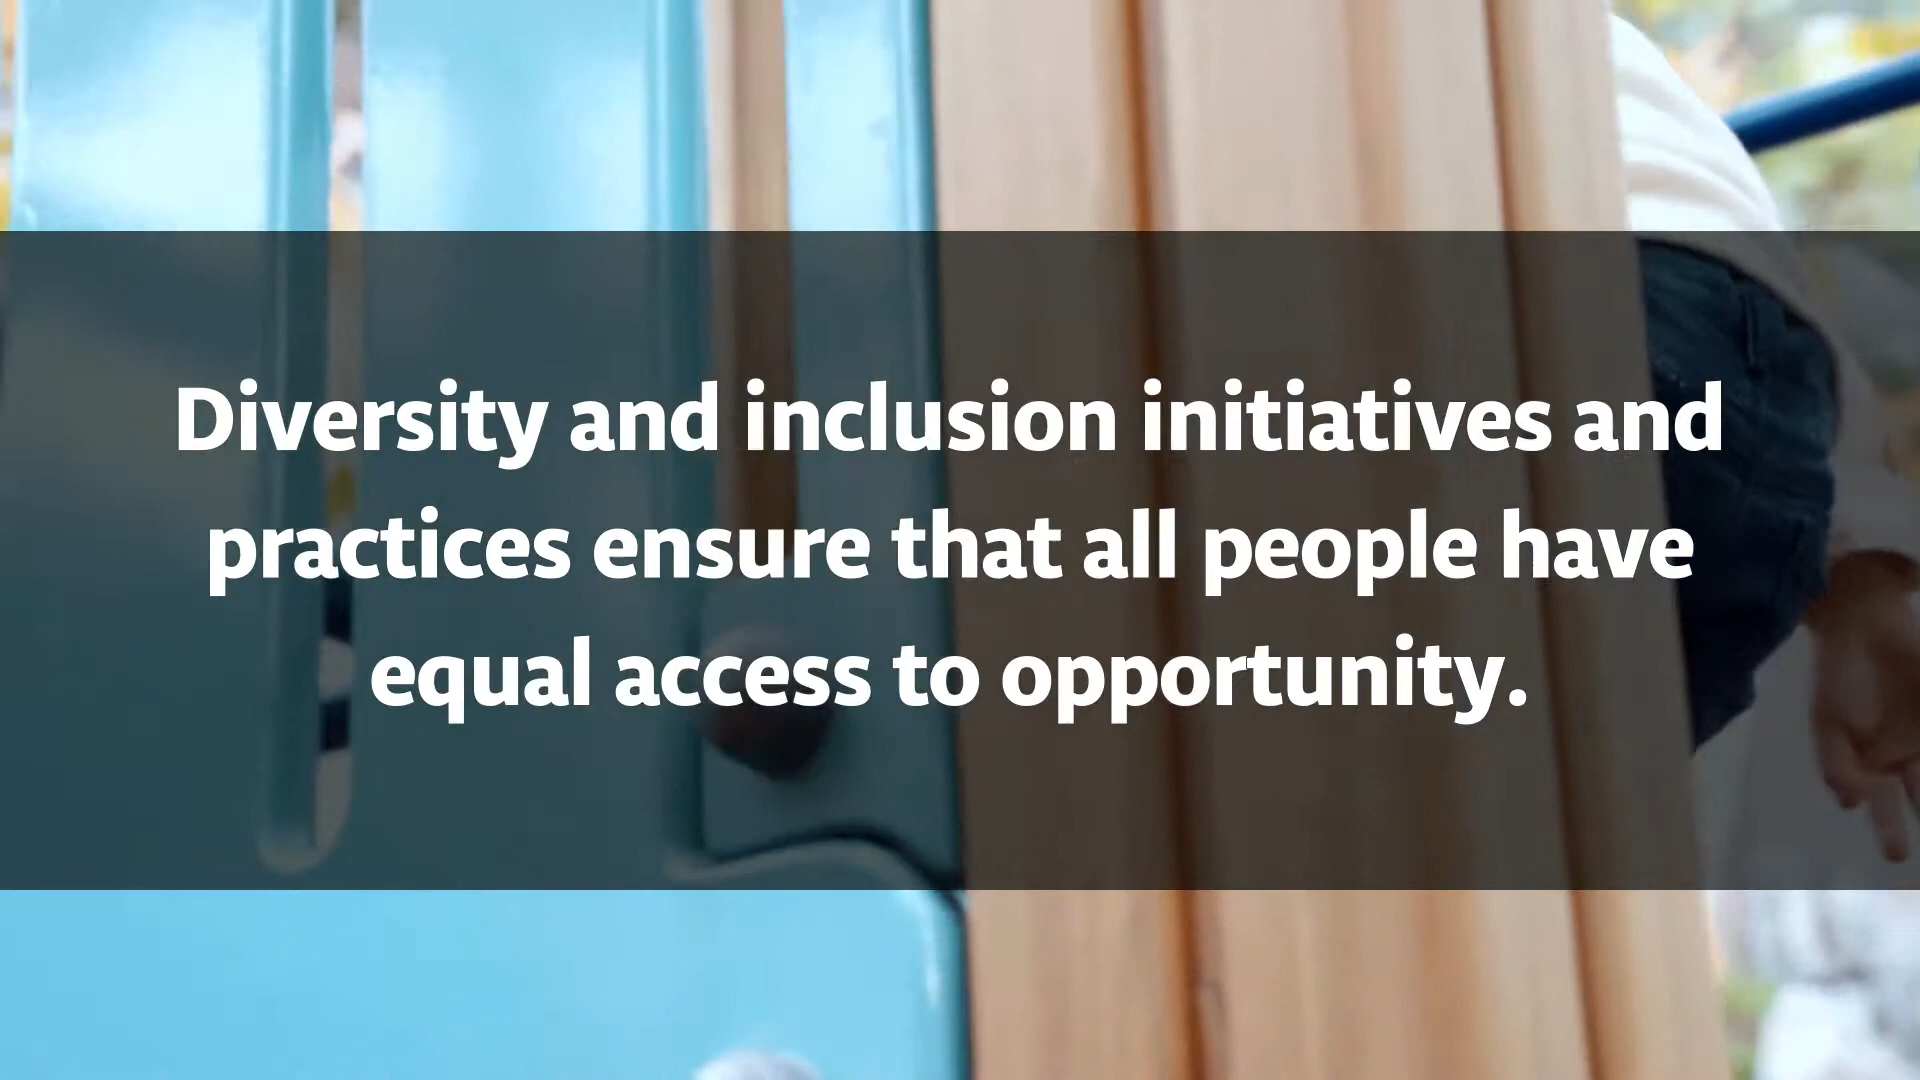 Diversity and inclusion initiatives and
practices ensure that all people have
equal access to opportunity.